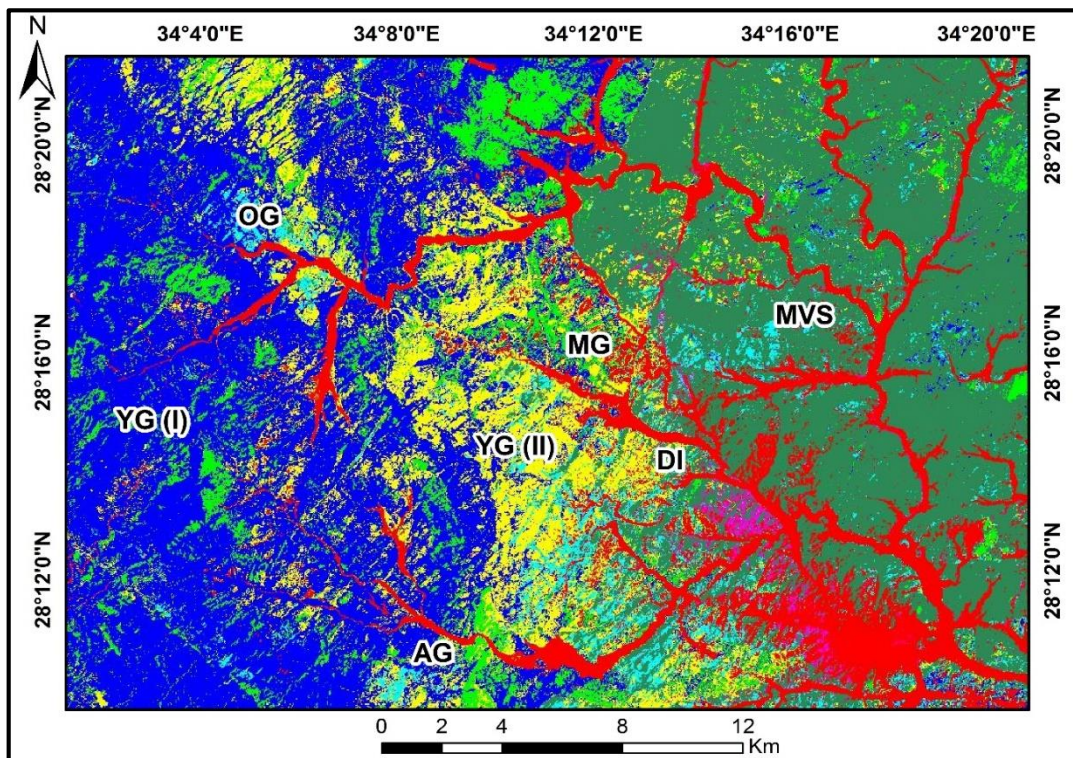 N
34°4'0"E 34°8'0"E 34°12'0"E 34°16'0"E 34°20'0"E
28°20'0"N 28°20'0"N
OG
MVS
MG
28°16'0"N 28°16'0"N
YG (I)
YG (II)
DI
28°12'0"N 28°12'0"N
AG
0 2 4 8 12
Km